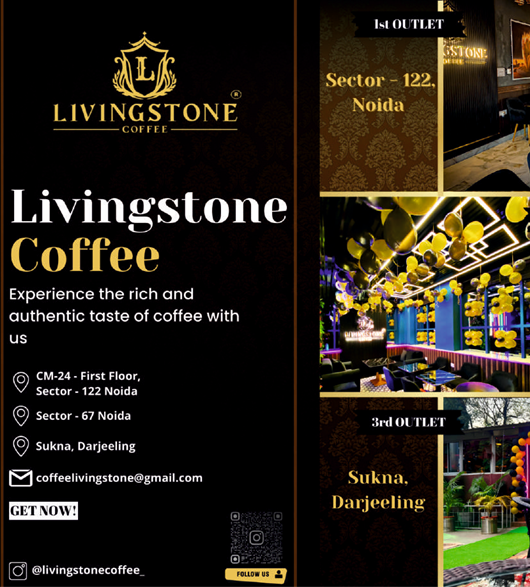 L
LIVINGSTONE
®
COFFEE
Livingstone
Coffee
Experience the rich and
authentic taste of coffee with
us
CM-24 - First Floor,
Sector - 122 Noida
Sector - 67 Noida
Sukna, Darjeeling
coffeelivingstone@gmail.com
GET NOW!
FOLLOW US
@livingstonecoffee_
1st OUTLET
Sector - 122,
Noida
3rd OUTLET
Sukna,
Darjeeling